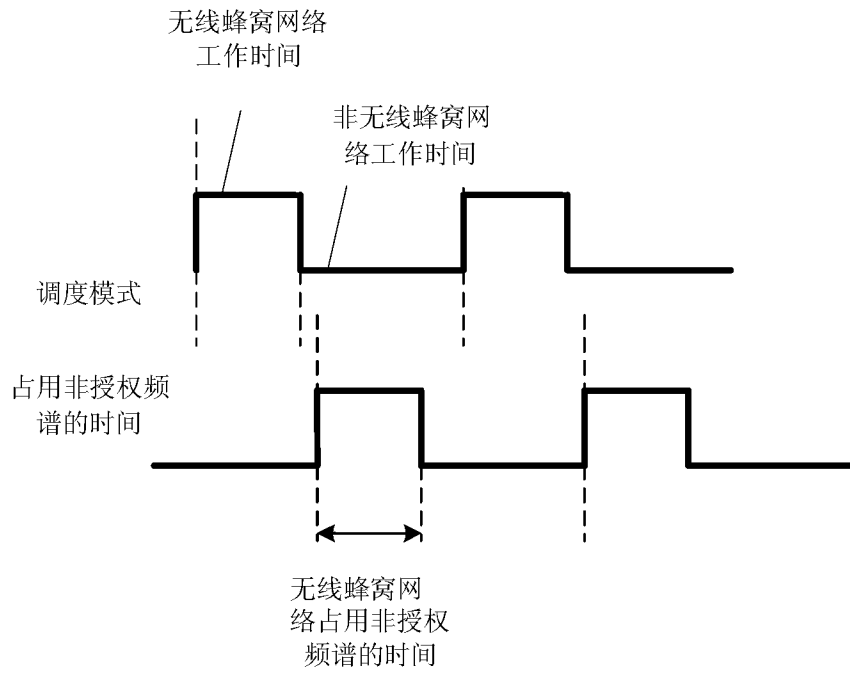 无线蜂窝网络
工作时间
非无线蜂窝网
络工作时间
调度模式
占用非授权频
谱的时间
无线蜂窝网
络占用非授权
频谱的时间